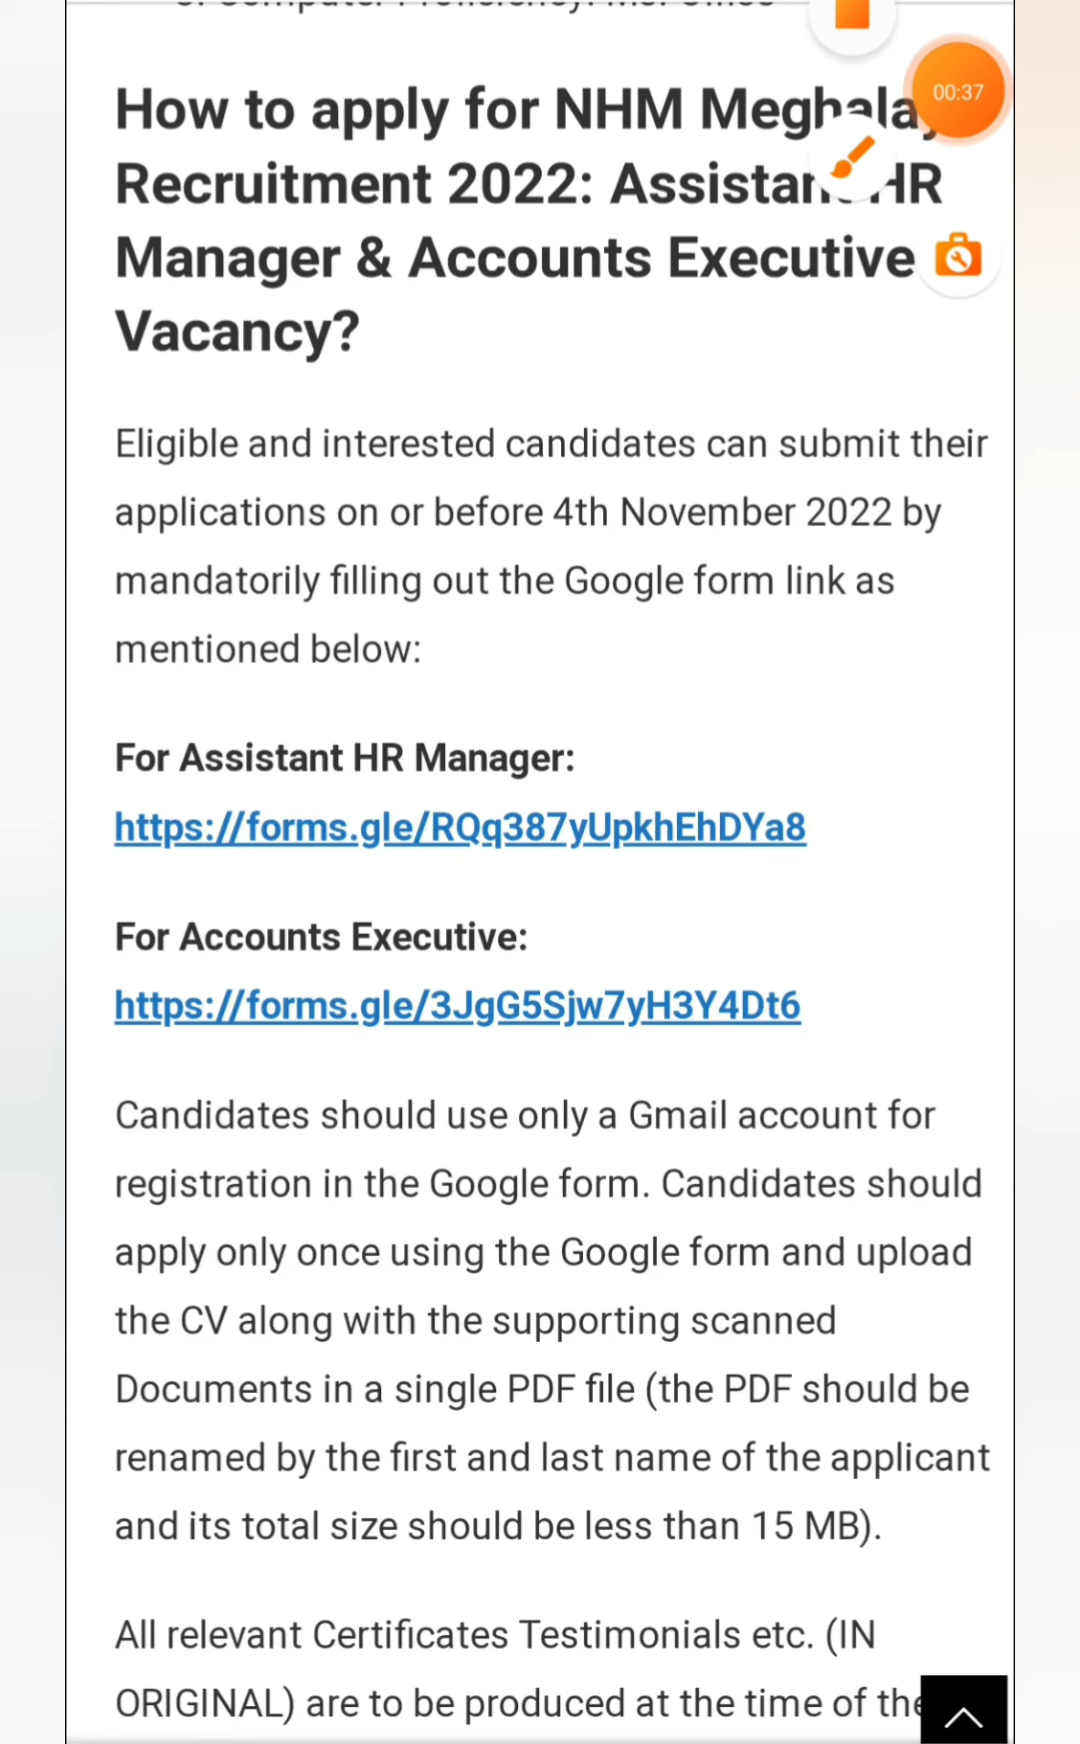 00:37
How to apply for NHM
Recruitment 2022: HR
Manager & Accounts Executive
Vacancy?
Eligible and interested candidates can submit their
applications on or before 4th November 2022 by
mandatorily filling out the Google form link as
mentioned below:
For Assistant HR Manager:
https://forms.gle/RQq387yUpkhEhDYa8
For Accounts Executive:
https://forms.gle/3JgG5Sjw7yH3Y4Dt6
Candidates should use only a Gmail account for
registration in the Google form. Candidates should
apply only once using the Google form and upload
the CV along with the supporting scanned
Documents in a single PDF file (the PDF should be
renamed by the first and last name of the applicant
and its total size should be less than 15 MB).
All relevant Certificates Testimonials etc. (IN
ORIGINAL) are to be produced at the time of the